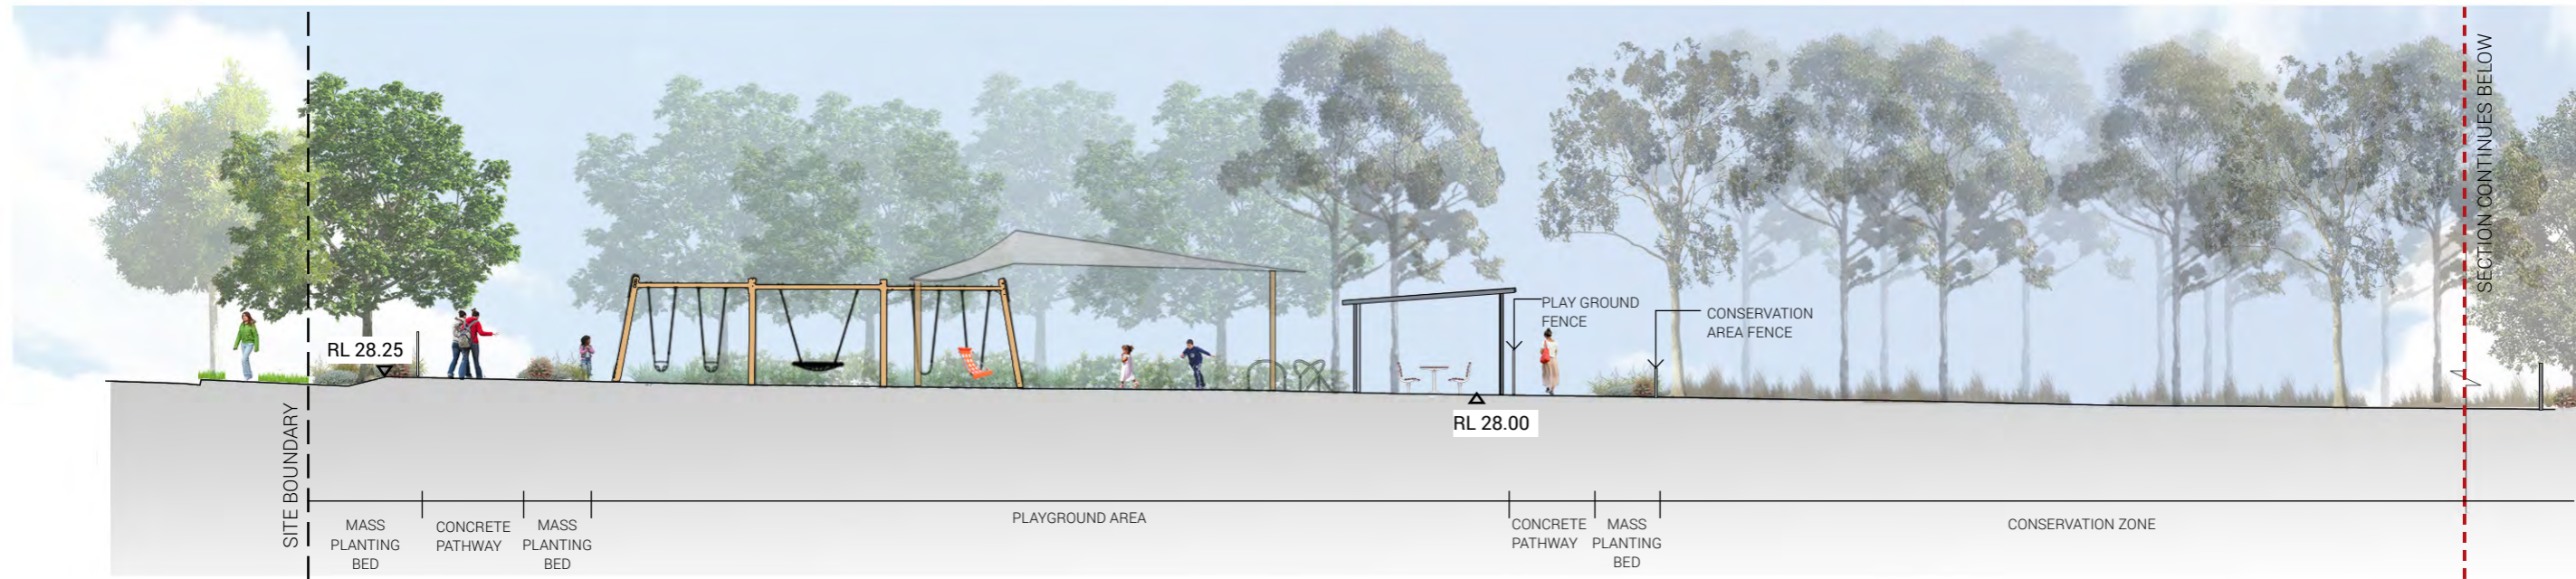 SECTION CONTINUES BELOW
PLAY GROUND
FENCE
CONSERVATION
AREA FENCE
RL 28.25
RL 28.00
SITE BOUNDARY
MASS
PLANTING
BED
CONCRETE
PATHWAY
MASS
PLANTING
BED
PLAYGROUND AREA
CONCRETE
PATHWAY
MASS
PLANTING
BED
CONSERVATION ZONE